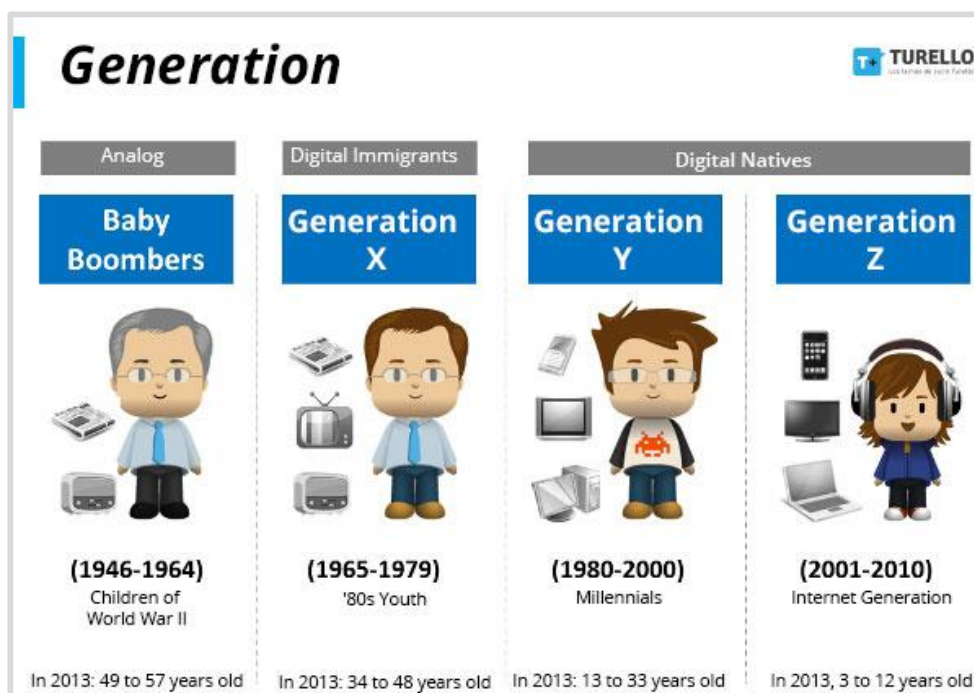 Generation
T+ TURELLO
Analog
Digital Immigrants
Digital Natives
Baby
Boombers
Generation
X
Generation
Y
Generation
Z
(1946-1964)
Children of
World War II
In 2013: 49 to 57 years old
(1965-1979)
'80s Youth
In 2013: 34 to 48 years old
(1980-2000)
Millennials
In 2013: 13 to 33 years old
(2001-2010)
Internet Generation
In 2013, 3 to 12 years old